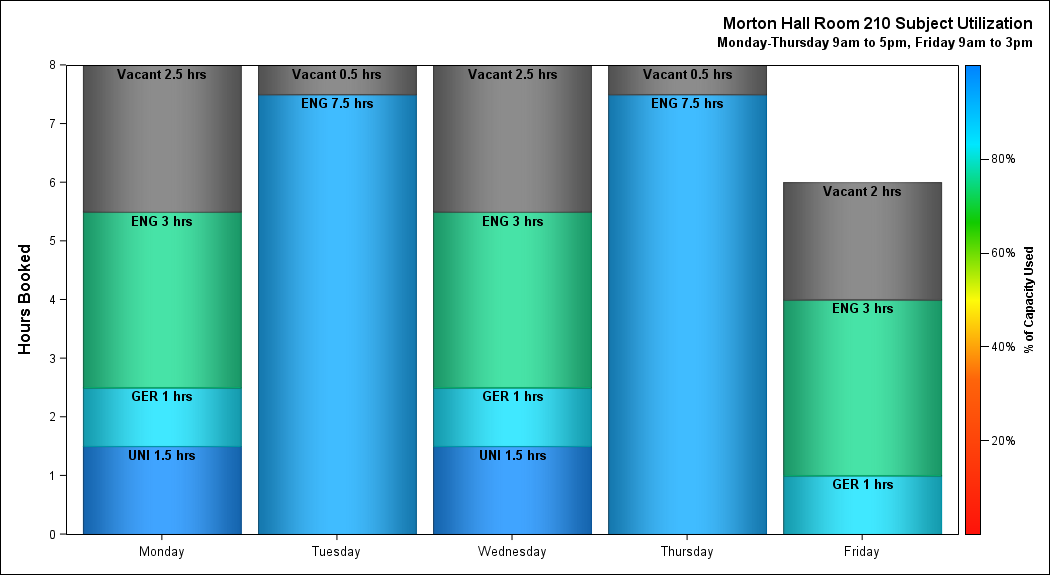 Morton Hall Room 210 Subject Utilization
Monday-Thursday 9am to 5pm, Friday 9am to 3pm
Hours Booked
8
7
6
5
4
3
2
1
0
Vacant 2.5 hrs
ENG 3 hrs
GER 1 hrs
UNI 1.5 hrs
Vacant 0.5 hrs
ENG 7.5 hrs
Vacant 2.5 hrs
ENG 3 hrs
GER 1 hrs
UNI 1.5 hrs
Vacant 0.5 hrs
ENG 7.5 hrs
Vacant 2 hrs
ENG 3 hrs
GER 1 hrs
Monday
Tuesday
Wednesday
Thursday
Friday
80%
60%
40%
20%
% of Capacity Used